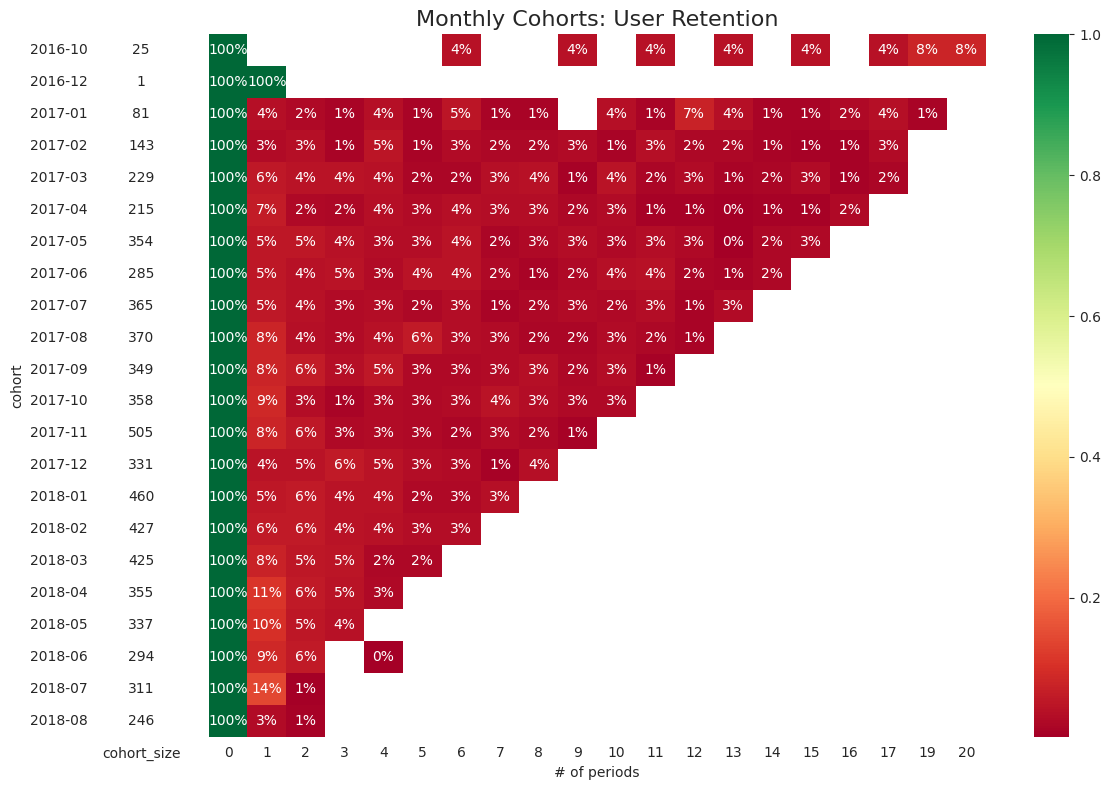 Monthly Cohorts: User Retention
2016-10 25 100% 4% 4% 4% 4% 4% 4% 8% 8%
2016-12 1 100% 100%
2017-01 81 100% 4% 2% 1% 4% 1% 5% 1% 1% 4% 1% 7% 4% 1% 1% 2% 4% 1%
2017-02 143 100% 3% 3% 1% 5% 1% 3% 2% 2% 3% 1% 3% 2% 2% 1% 1% 1% 3%
2017-03 229 100% 6% 4% 4% 4% 2% 2% 3% 4% 1% 4% 2% 3% 1% 2% 3% 1% 2%
2017-04 215 100% 7% 2% 2% 4% 3% 4% 3% 3% 2% 3% 1% 1% 0% 1% 1% 2%
2017-05 354 100% 5% 5% 4% 3% 3% 4% 2% 3% 3% 3% 3% 3% 0% 2% 3%
2017-06 285 100% 5% 4% 5% 3% 4% 4% 2% 1% 2% 4% 4% 2% 1% 2%
2017-07 365 100% 5% 4% 3% 3% 2% 3% 1% 2% 3% 2% 3% 1% 3%
2017-08 370 100% 8% 4% 3% 4% 6% 3% 3% 2% 2% 3% 2% 1%
2017-09 349 100% 8% 6% 3% 5% 3% 3% 3% 3% 2% 3% 1%
2017-10 358 100% 9% 3% 1% 3% 3% 3% 4% 3% 3% 3%
2017-11 505 100% 8% 6% 3% 3% 3% 2% 3% 2% 1%
2017-12 331 100% 4% 5% 6% 5% 3% 3% 1% 4%
2018-01 460 100% 5% 6% 4% 4% 2% 3% 3%
2018-02 427 100% 6% 6% 4% 4% 3% 3%
2018-03 425 100% 8% 5% 5% 2% 2%
2018-04 355 100% 11% 6% 5% 3%
2018-05 337 100% 10% 5% 4%
2018-06 294 100% 9% 6% 0%
2018-07 311 100% 14% 1%
2018-08 246 100% 3% 1%
cohort_size 0 1 2 3 4 5 6 7 8 9 10 11 12 13 14 15 16 17 19 20
# of periods
cohort
1.0
0.8
0.6
0.4
0.2